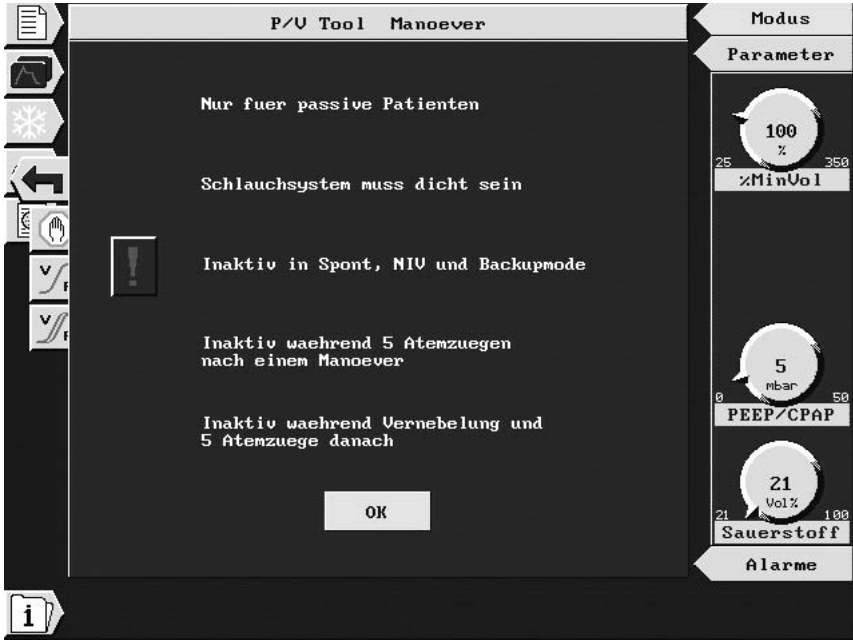 P/V Tool Manoever
Nur fuer passive Patienten
Schlauchsystem muss dicht sein
!
Inaktiv in Spont, NIV und Backupmode
Inaktiv waehrend 5 Atemzuegen
nach einem Manoever
Inaktiv waehrend Vernebelung und
5 Atemzuege danach
OK
V
P
V
P
i
Modus
Parameter
100
%
25 350
%MinVol
5
mbar
0 50
PEEP/CPAP
21
Vol%
21 100
Sauerstoff
Alarme